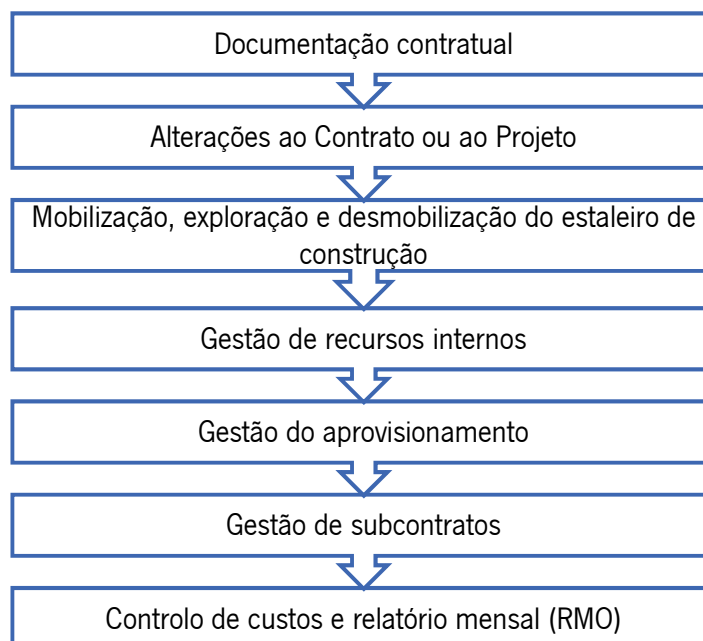 Documentação contratual
Alterações ao Contrato ou ao Projeto
Mobilização, exploração e desmobilização do estaleiro de
construção
Gestão de recursos internos
Gestão do aprovisionamento
Gestão de subcontratos
Controlo de custos e relatório mensal (RMO)